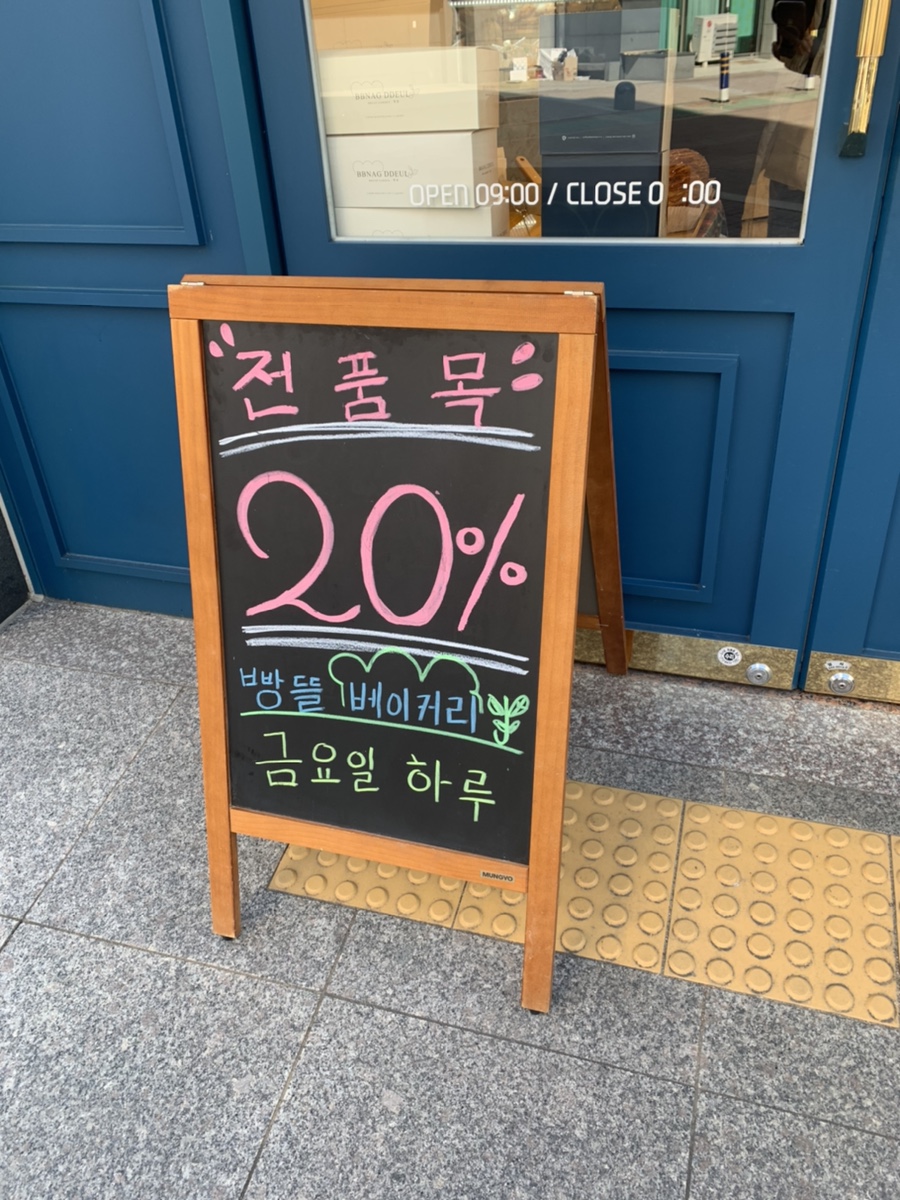 BBNAG DDEUL
BBNAG DDEUL
OPEN 09:00 / CLOSE 0 :00
전품목
20%
빵뜰 베이커리
금요일 하루
MUNGYO